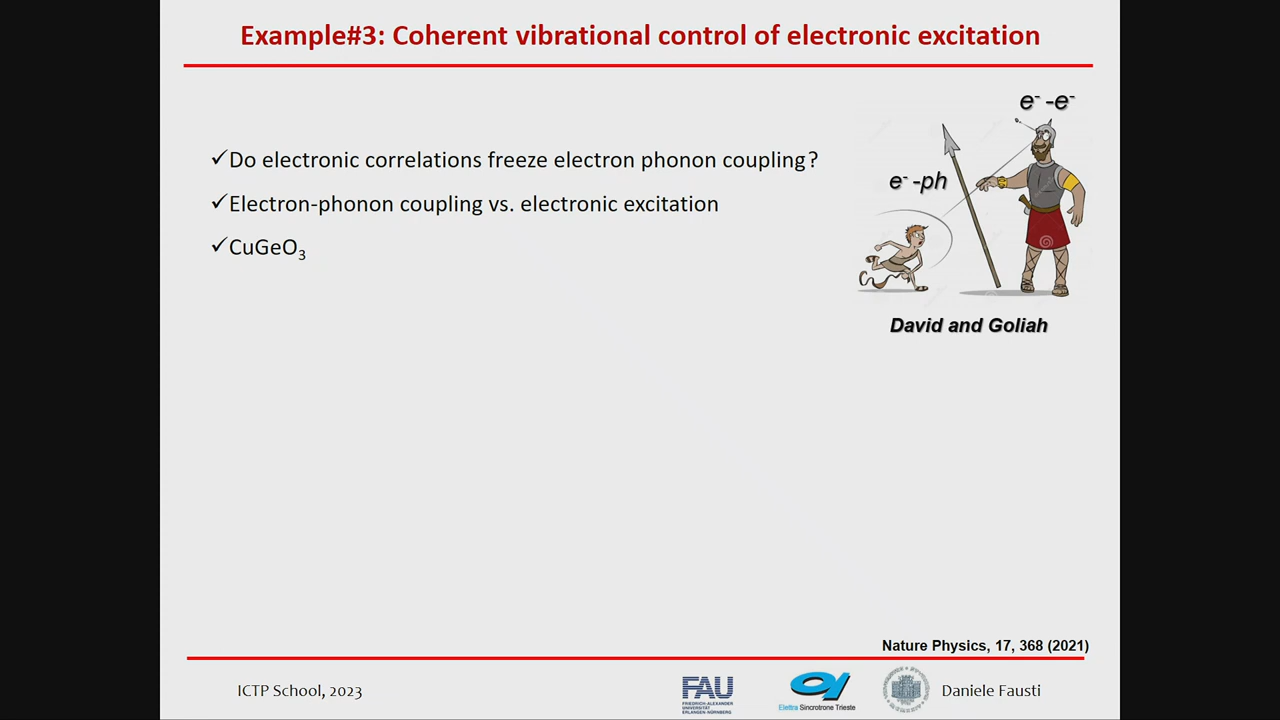 Example#3: Coherent vibrational control of electronic excitation
e⁻ -e⁻
✓Do electronic correlations freeze electron phonon coupling?
e⁻ -ph
✓Electron-phonon coupling vs. electronic excitation
✓CuGeO₃
David and Goliah
Nature Physics, 17, 368 (2021)
ICTP School, 2023
FAU
FRIEDRICH-ALEXANDER
UNIVERSITÄT
ERLANGEN-NÜRNBERG
Elettra Sincrotrone Trieste
Daniele Fausti